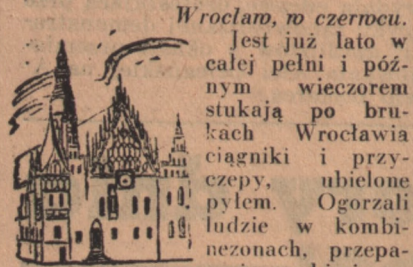 Wrocław, w czerwcu.
Jest już lato w
całej pełni i póź-
nym wieczorem
stukają po bru-
kach Wrocławia
ciągniki i przy-
czepy, ubielone
pyłem. Ogorzali
ludzie w kombi-
nezonach, przepa-